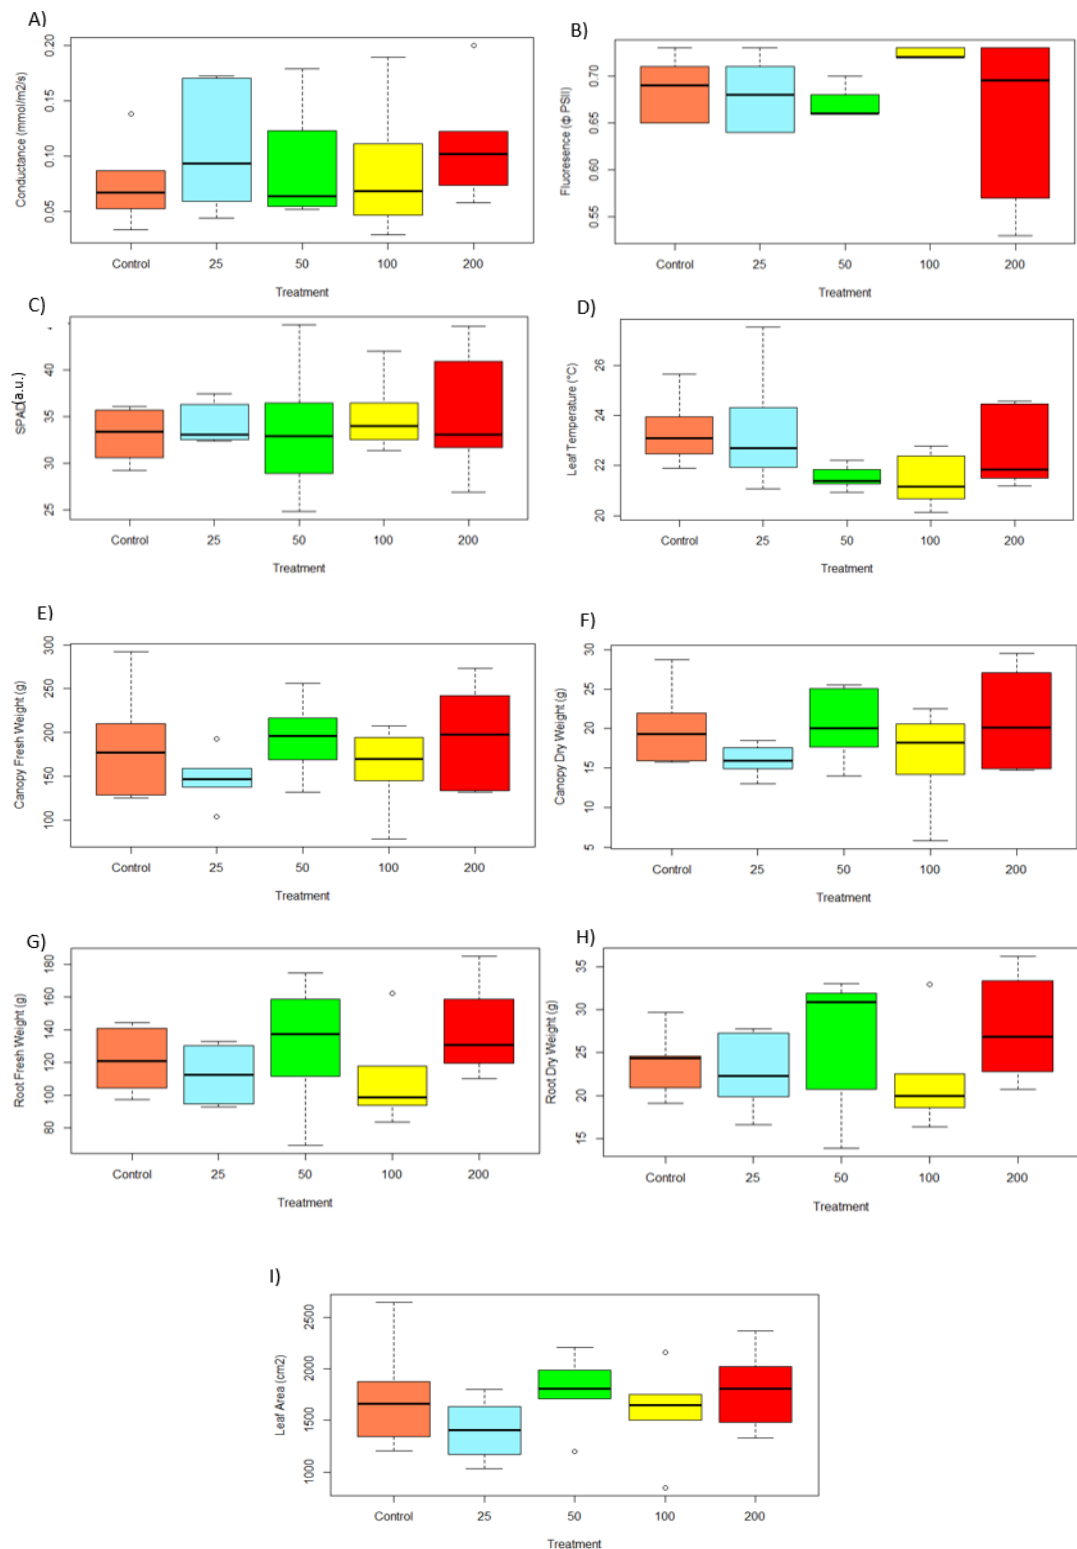 A)
Conductance (mmol/m2/s)
0.20
0.15
0.10
0.05
Control 25 50 100 200
Treatment
B)
Fluoresence (Φ PSII)
0.70
0.65
0.60
0.55
Control 25 50 100 200
Treatment
C)
SPAD(a.u.)
40
35
30
25
Control 25 50 100 200
Treatment
D)
Leaf Temperature (°C)
26
24
22
20
Control 25 50 100 200
Treatment
E)
Canopy Fresh Weight (g)
300
250
200
150
100
Control 25 50 100 200
Treatment
F)
Canopy Dry Weight (g)
30
25
20
15
10
5
Control 25 50 100 200
Treatment
G)
Root Fresh Weight (g)
180
160
140
120
100
80
Control 25 50 100 200
Treatment
H)
Root Dry Weight (g)
35
30
25
20
15
Control 25 50 100 200
Treatment
I)
Leaf Area (cm2)
2500
2000
1500
1000
Control 25 50 100 200
Treatment